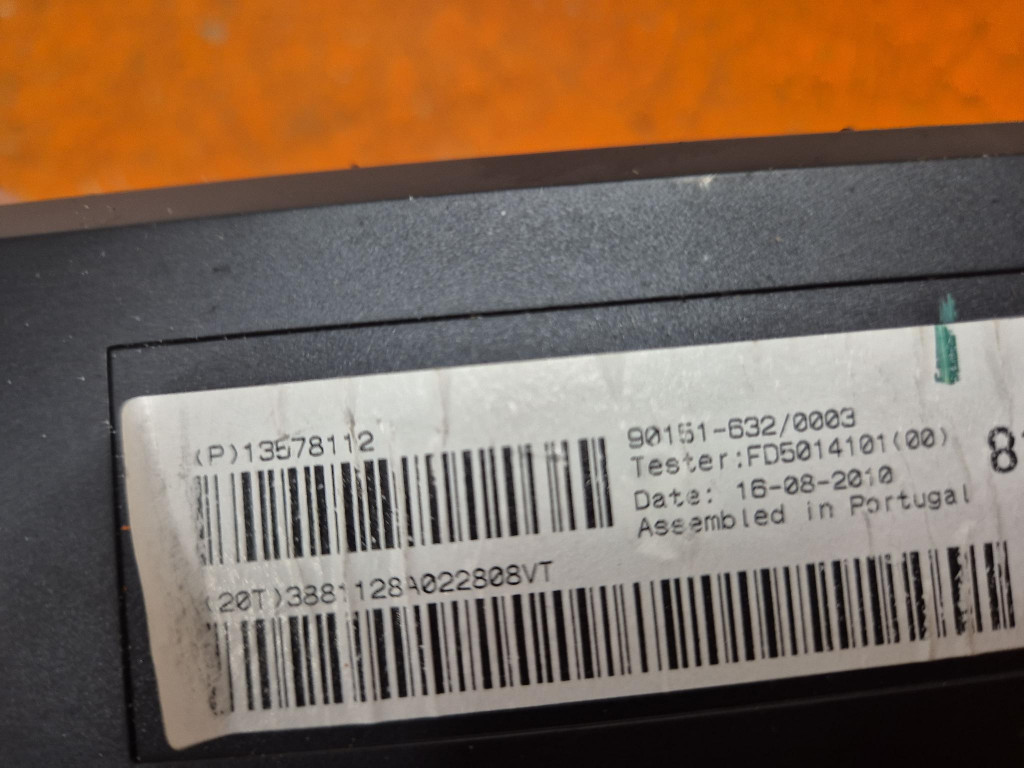 (P)13578112
90151-632/0003
Tester:FD5014101(00)
Date: 16-08-2010
Assembled in Portugal
(20T)3881128A022808VT